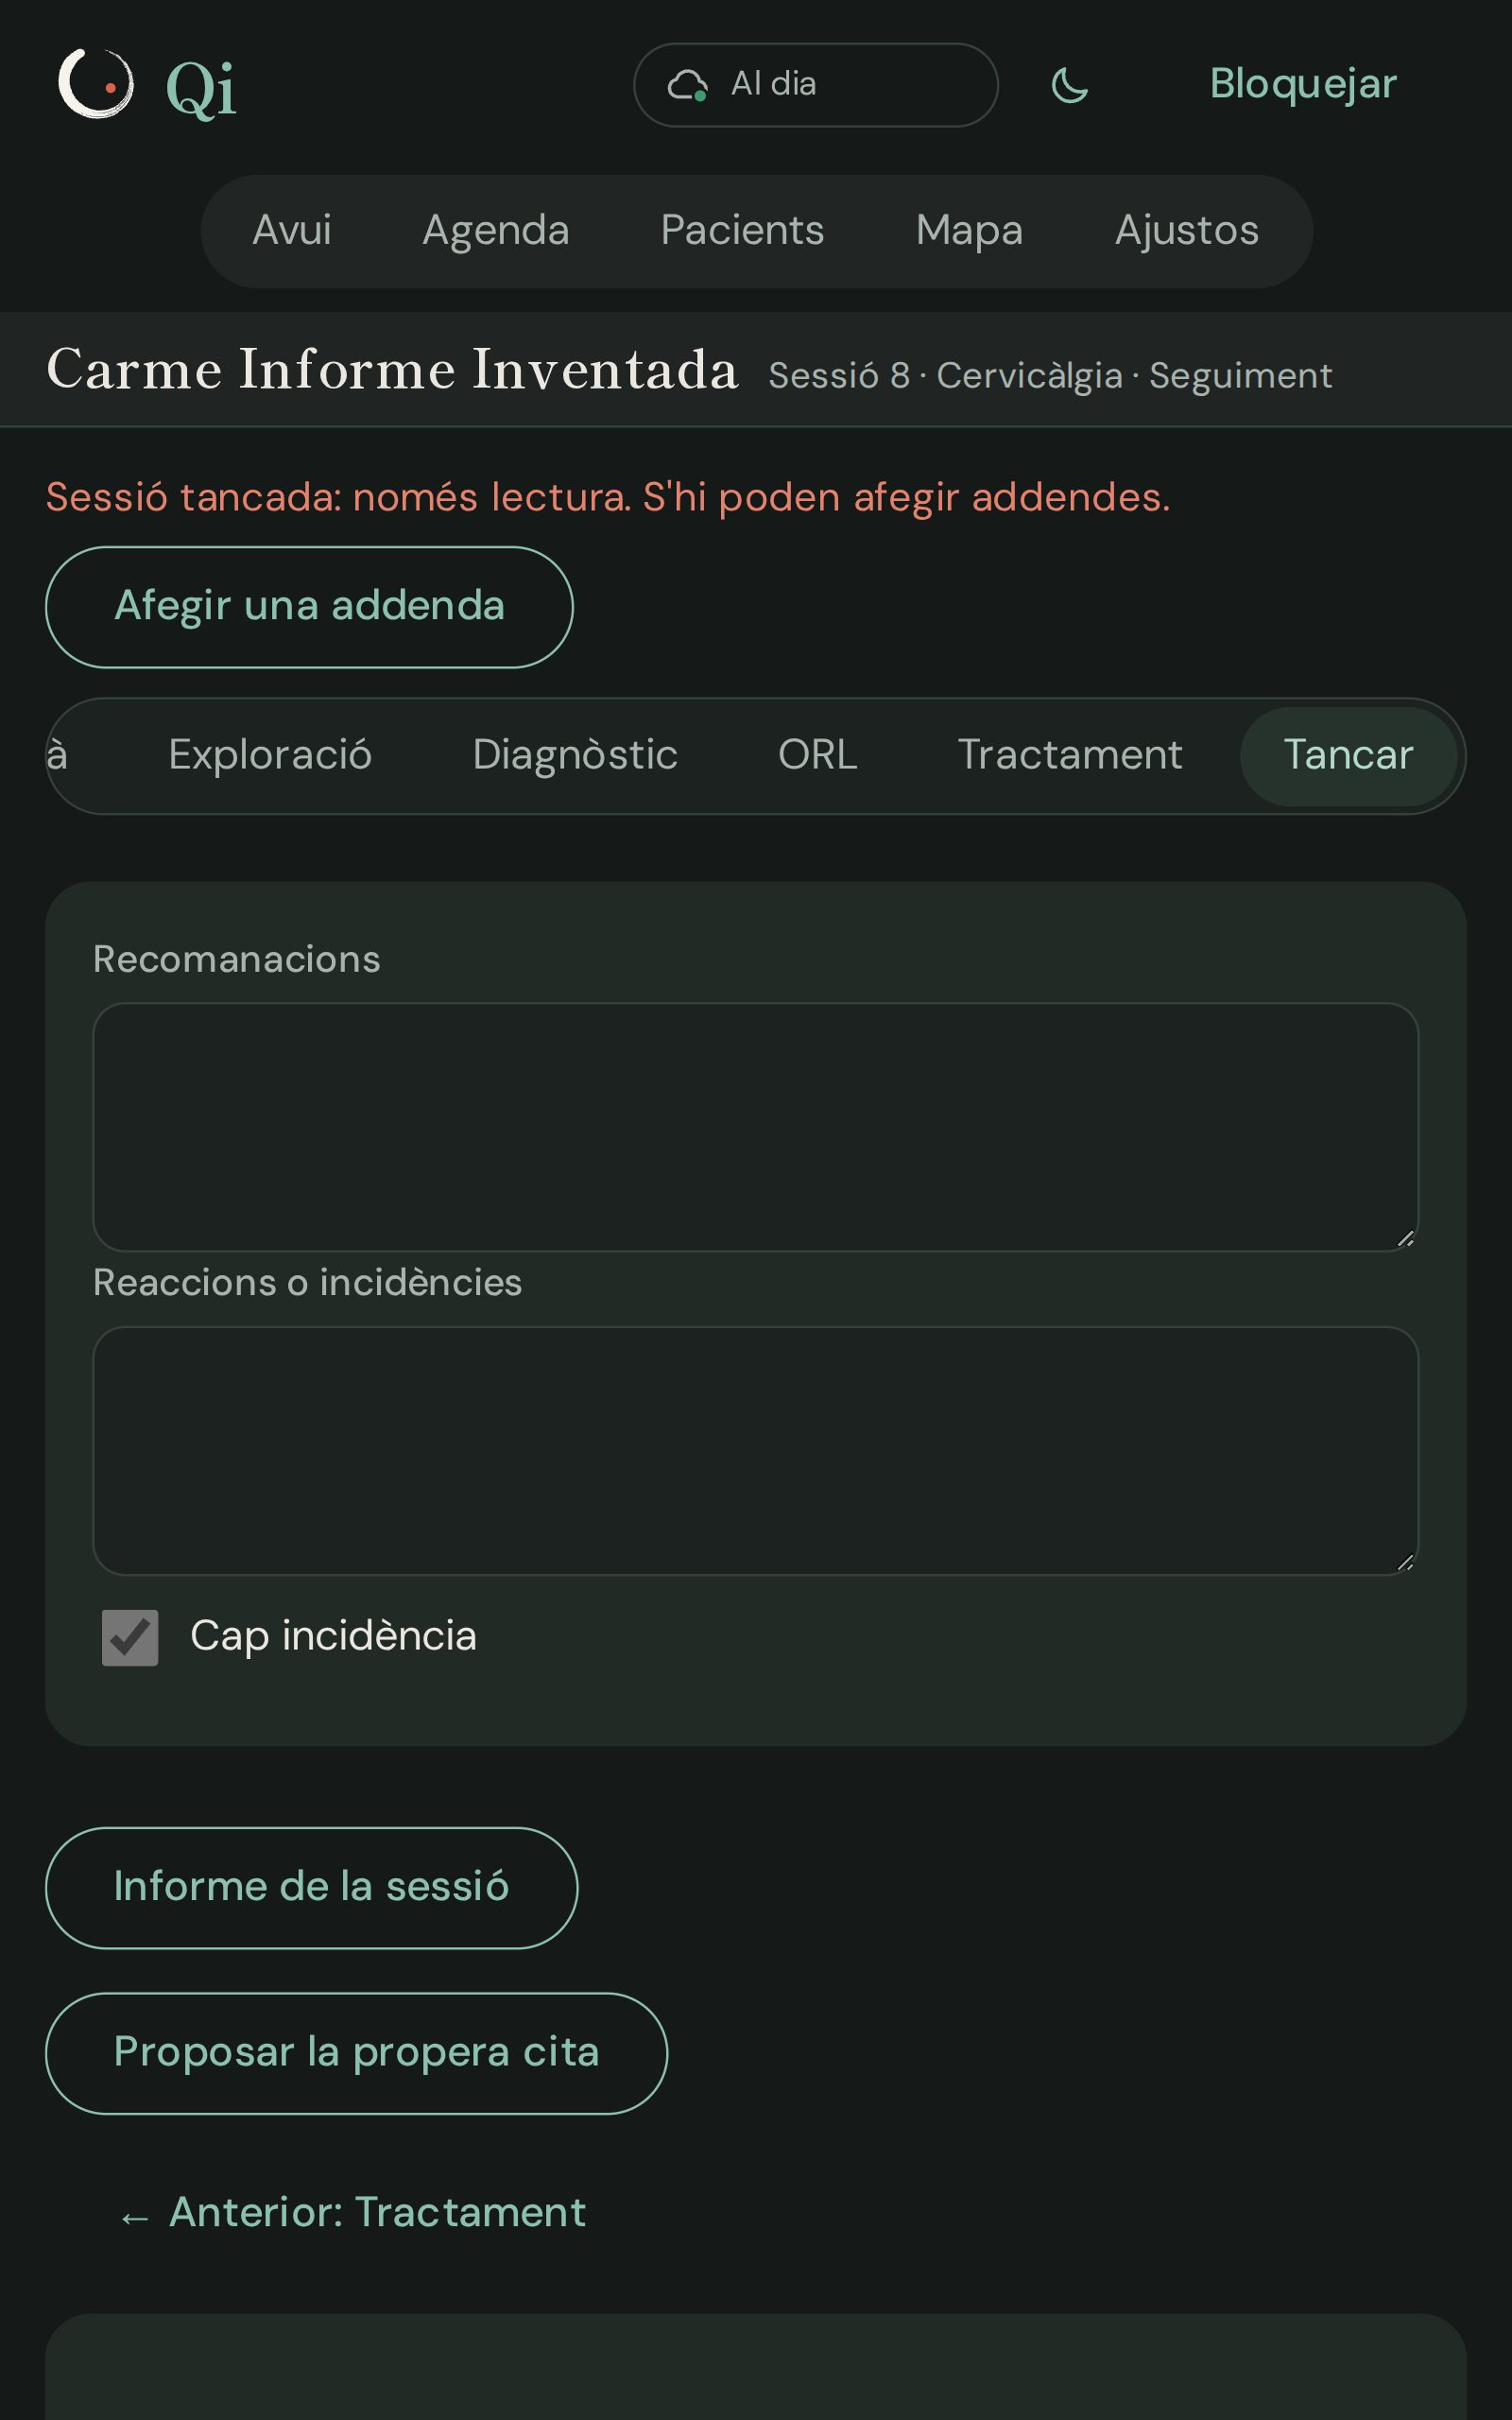 Qi
Al dia
Bloquejar
Avui Agenda Pacients Mapa Ajustos
Carme Informe Inventada Sessió 8 · Cervicàlgia · Seguiment
Sessió tancada: només lectura. S'hi poden afegir addendes.
Afegir una addenda
à Exploració Diagnòstic ORL Tractament Tancar
Recomanacions
Reaccions o incidències
Cap incidència
Informe de la sessió
Proposar la propera cita
← Anterior: Tractament